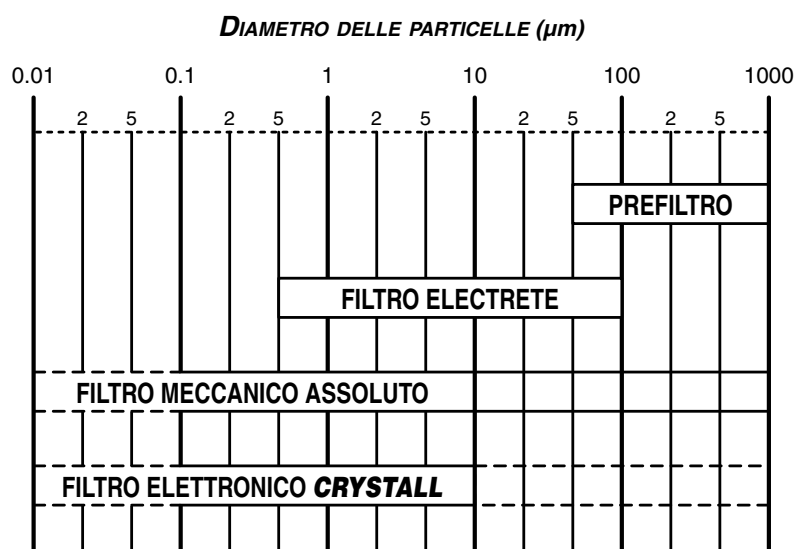 DIAMETRO DELLE PARTICELLE (µm)
0.01 0.1 1 10 100 1000
2 5 2 5 2 5 2 5 2 5
PREFILTRO
FILTRO ELECTRETE
FILTRO MECCANICO ASSOLUTO
FILTRO ELETTRONICO CRYSTALL